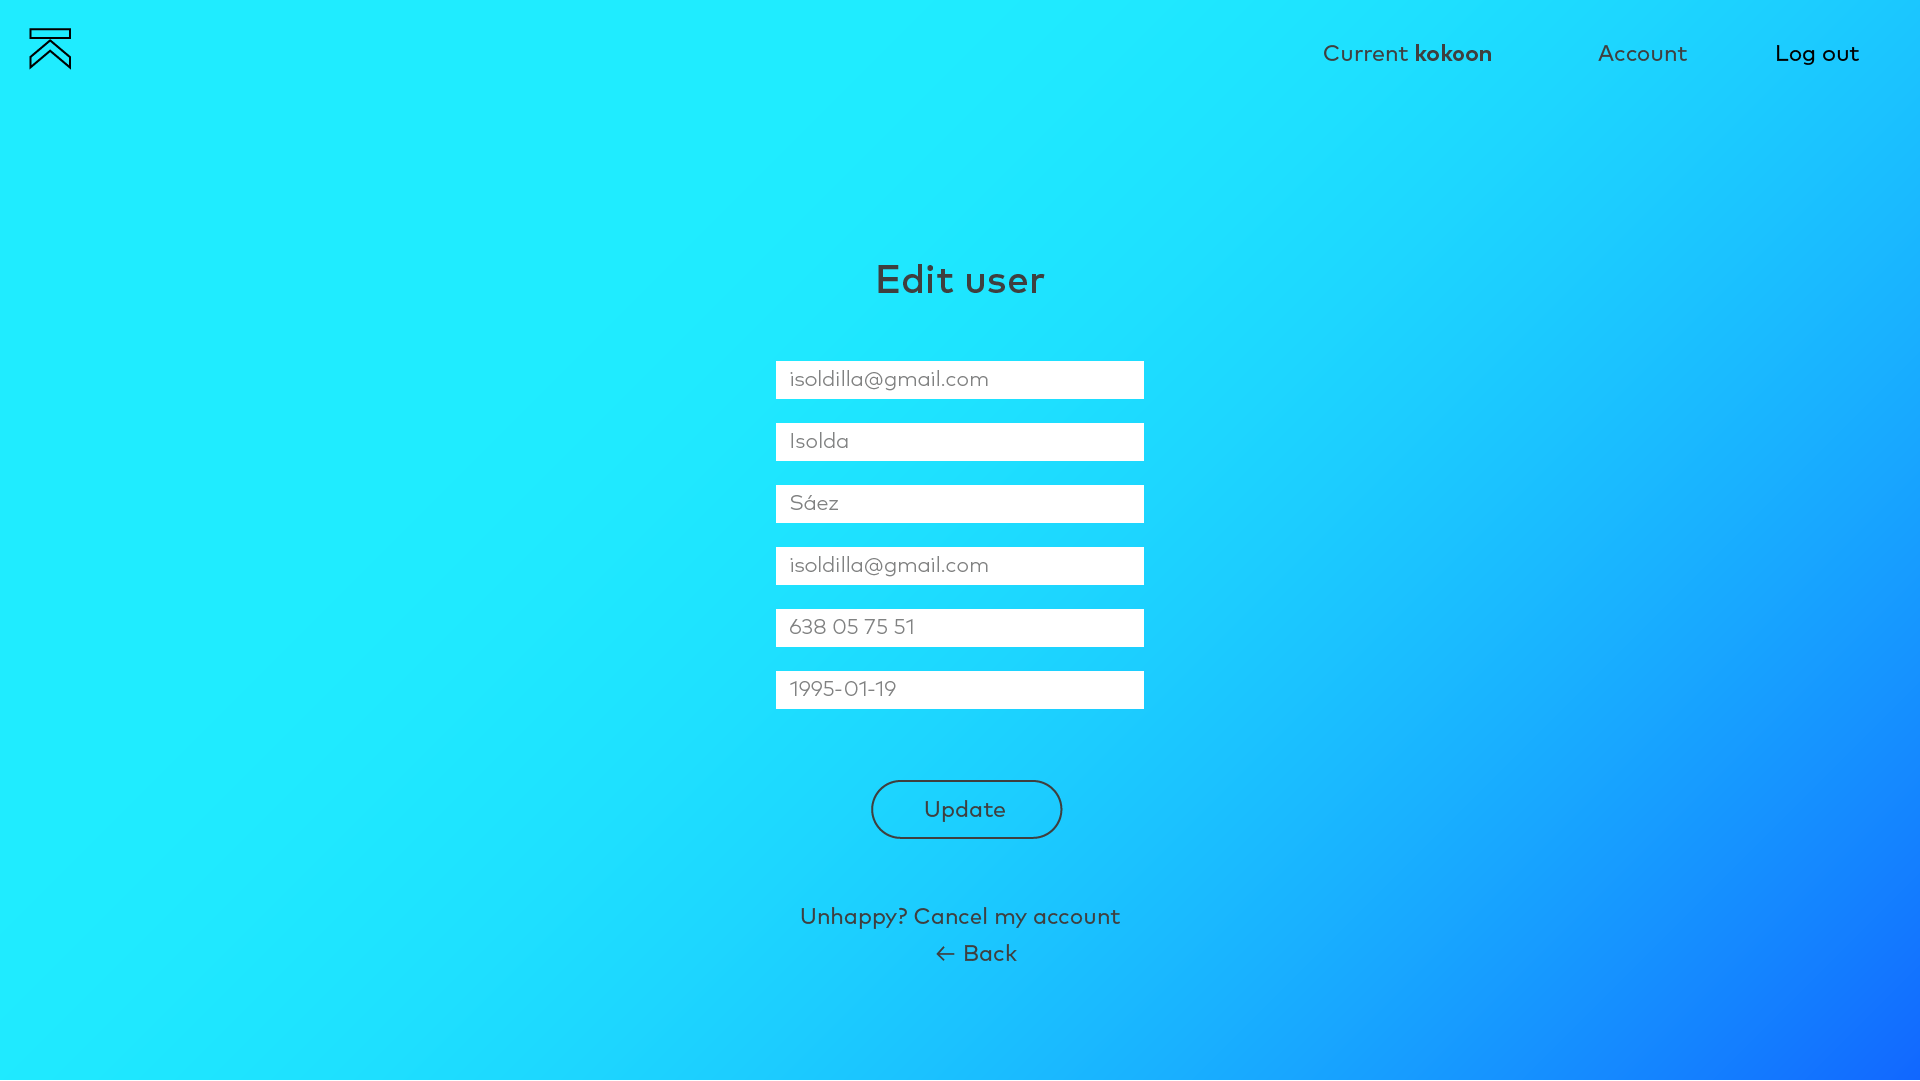 Current kokoon
Account
Log out
Edit user
isoldilla@gmail.com
Isolda
Sáez
isoldilla@gmail.com
638 05 75 51
1995-01-19
Update
Unhappy? Cancel my account
← Back